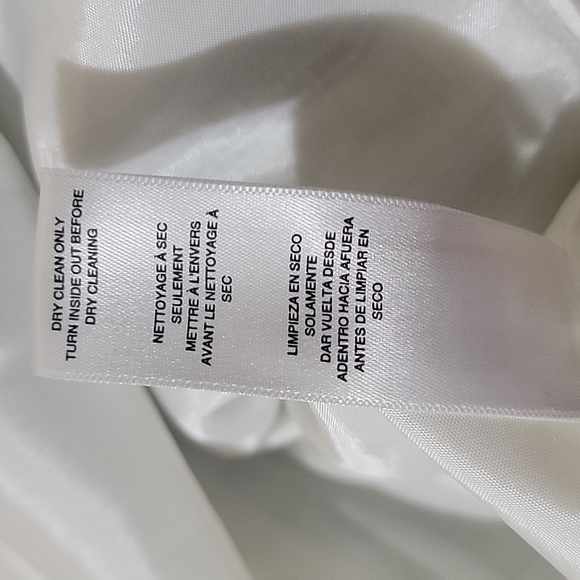 DRY CLEAN ONLY
TURN INSIDE OUT BEFORE
DRY CLEANING
NETTOYAGE À SEC
SEULEMENT
METTRE À L'ENVERS
AVANT LE NETTOYAGE À
SEC
LIMPIEZA EN SECO
SOLAMENTE
DAR VUELTA DESDE
ADENTRO HACIA AFUERA
ANTES DE LIMPIAR EN
SECO